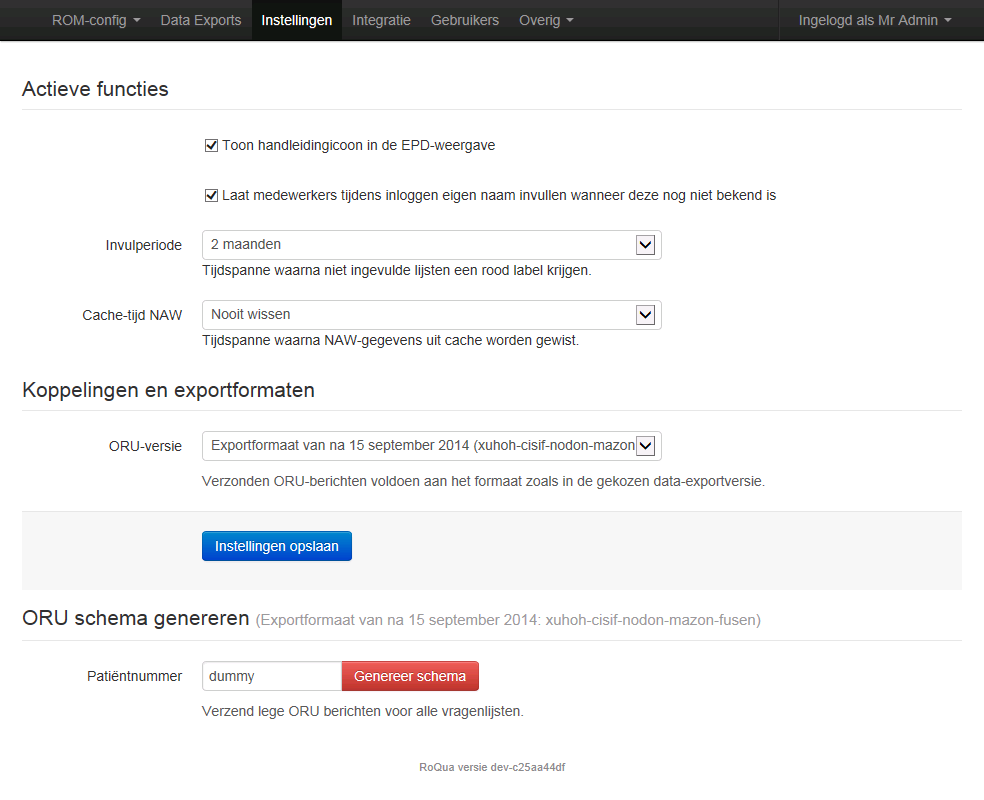 ROM-config Data Exports Instellingen Integratie Gebruikers Overig Ingelogd als Mr Admin
Actieve functies
Toon handleidingicoon in de EPD-weergave
Laat medewerkers tijdens inloggen eigen naam invullen wanneer deze nog niet bekend is
Invulperiode 2 maanden
Tijdspanne waarna niet ingevulde lijsten een rood label krijgen.
Cache-tijd NAW Nooit wissen
Tijdspanne waarna NAW-gegevens uit cache worden gewist.
Koppelingen en exportformaten
ORU-versie Exportformaat van na 15 september 2014 (xuhoh-cisif-nodon-mazon
Verzonden ORU-berichten voldoen aan het formaat zoals in de gekozen data-exportversie.
Instellingen opslaan
ORU schema genereren (Exportformaat van na 15 september 2014: xuhoh-cisif-nodon-mazon-fusen)
Patiëntnummer dummy Genereer schema
Verzend lege ORU berichten voor alle vragenlijsten.
RoQua versie dev-c25aa44df